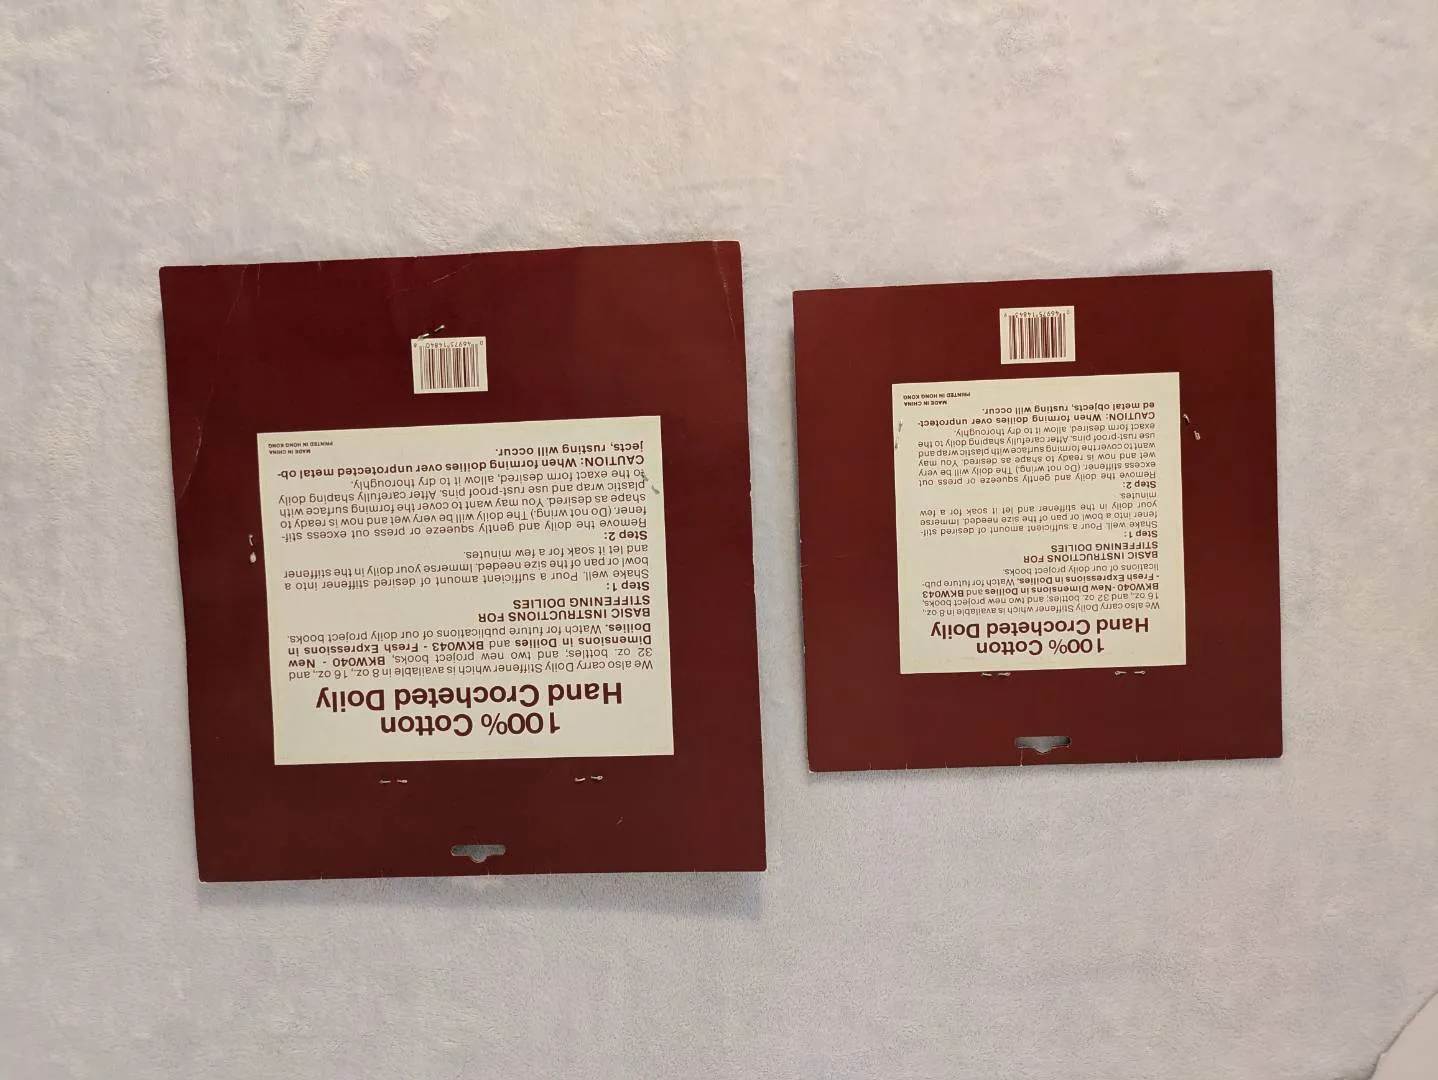 100% Cotton
Hand Crocheted Doily
We also carry Doily Stiffener which is available in 8 oz., 16 oz., and
32 oz. bottles; and two new project books, BKW040 - New
Dimensions in Doilies and BKW043 - Fresh Expressions in
Doilies. Watch for future publications of our doily project books.
BASIC INSTRUCTIONS FOR
STIFFENING DOILIES
Step 1:
Shake well. Pour a sufficient amount of desired stiffener into a
bowl or pan of the size needed. Immerse your doily in the stiffener
and let it soak for a few minutes.
Step 2:
Remove the doily and gently squeeze or press out excess stif-
fener. (Do not wring.) The doily will be very wet and now is ready to
shape as desired. You may want to cover the forming surface with
plastic wrap and use rust-proof pins. After carefully shaping doily
to the exact form desired, allow it to dry thoroughly.
CAUTION: When forming doilies over unprotected metal ob-
jects, rusting will occur.
MADE IN CHINA
PRINTED IN HONG KONG
0 46975 14840 8
100% Cotton
Hand Crocheted Doily
We also carry Doily Stiffener which is available in 8 oz.,
16 oz., and 32 oz. bottles; and two new project books,
BKW040 - New Dimensions in Doilies and BKW043
- Fresh Expressions in Doilies. Watch for future pub-
lications of our doily project books.
BASIC INSTRUCTIONS FOR
STIFFENING DOILIES
Step 1:
Shake well. Pour a sufficient amount of desired stif-
fener into a bowl or pan of the size needed. Immerse
your doily in the stiffener and let it soak for a few
minutes.
Step 2:
Remove the doily and gently squeeze or press out
excess stiffener. (Do not wring.) The doily will be very
wet and now is ready to shape as desired. You may
want to cover the forming surface with plastic wrap and
use rust-proof pins. After carefully shaping doily to the
exact form desired, allow it to dry thoroughly.
CAUTION: When forming doilies over unprotect-
ed metal objects, rusting will occur.
MADE IN CHINA
PRINTED IN HONG KONG
0 46975 14843 9